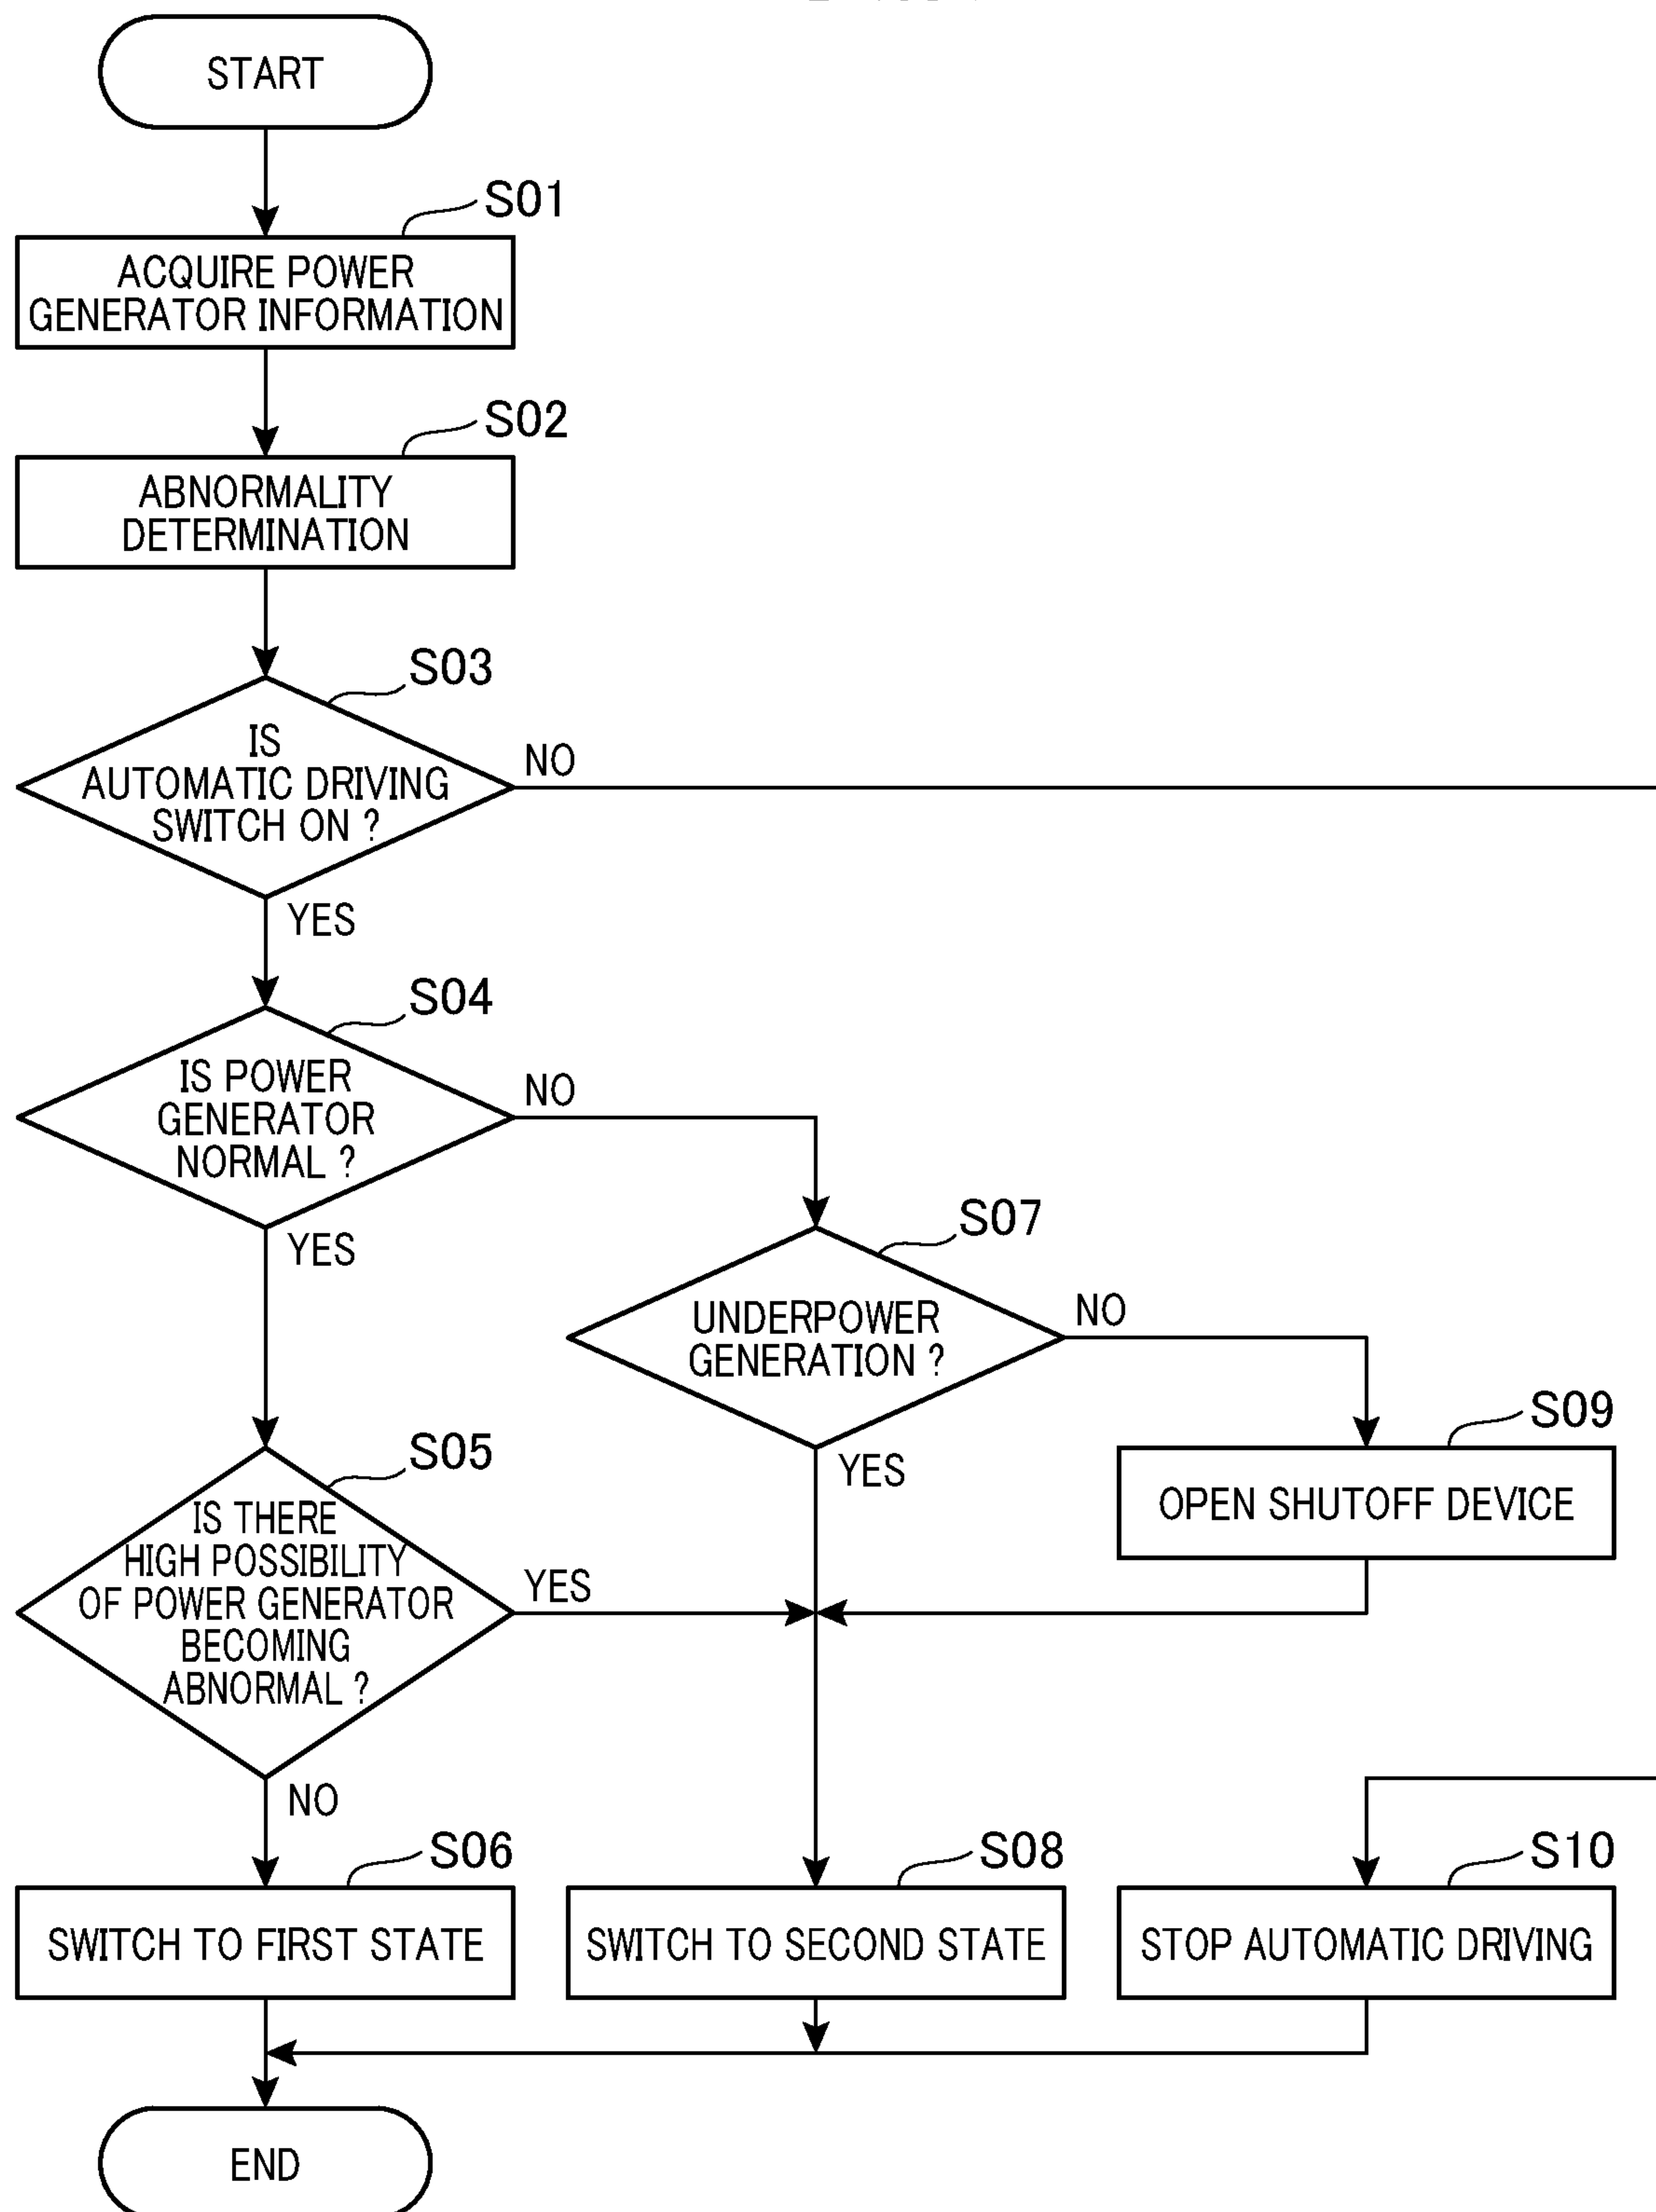 START
S01
ACQUIRE POWER
GENERATOR INFORMATION
S02
ABNORMALITY
DETERMINATION
S03
IS
AUTOMATIC DRIVING
SWITCH ON ?
NO
YES
S04
IS POWER
GENERATOR
NORMAL ?
NO
YES
S07
UNDERPOWER
GENERATION ?
NO
YES
S09
OPEN SHUTOFF DEVICE
S05
IS THERE
HIGH POSSIBILITY
OF POWER GENERATOR
BECOMING
ABNORMAL ?
YES
NO
S06
SWITCH TO FIRST STATE
S08
SWITCH TO SECOND STATE
S10
STOP AUTOMATIC DRIVING
END